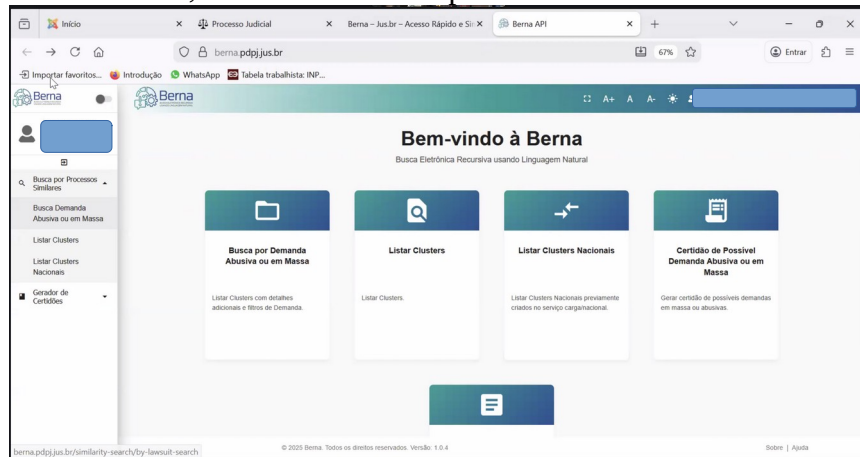 Início
Processo Judicial
Berna – Jus.br – Acesso Rápido e Si
Berna API
berna.pdpj.jus.br
67%
Entrar
Importar favoritos...
Introdução
WhatsApp
Tabela trabalhista: INP...
Berna
Berna
A+ A A-
Bem-vindo à Berna
Busca Eletrônica Recursiva usando Linguagem Natural
Busca por Processos
Similares
Busca Demanda
Abusiva ou em Massa
Listar Clusters
Listar Clusters
Nacionais
Gerador de
Certidões
Busca por Demanda
Abusiva ou em Massa
Listar Clusters com detalhes
adicionais e filtros de Demanda.
Listar Clusters
Listar Clusters.
Listar Clusters Nacionais
Listar Clusters Nacionais previamente
criados no serviço carganacional.
Certidão de Possível
Demanda Abusiva ou em
Massa
Gerar certidão de possíveis demandas
em massa ou abusivas.
berna.pdpj.jus.br/similarity-search/by-lawsuit-search
© 2025 Berna. Todos os direitos reservados. Versão: 1.0.4
Sobre | Ajuda